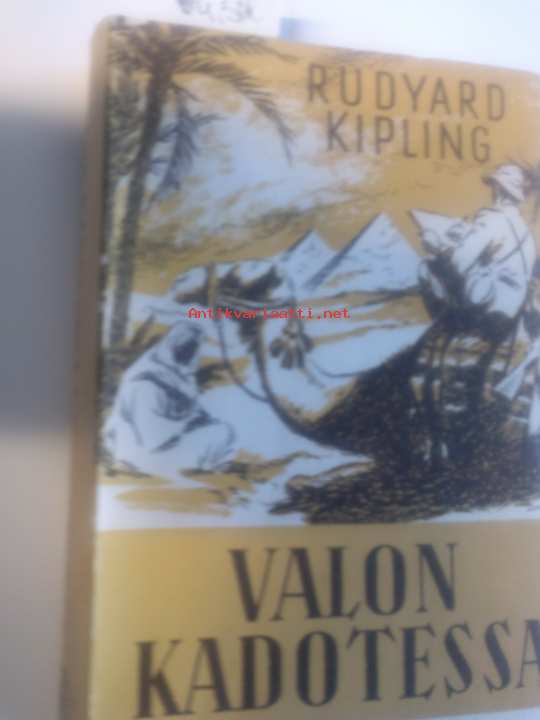 RUDYARD
KIPLING
Antikvariaatti.net
VALON
KADOTESSA